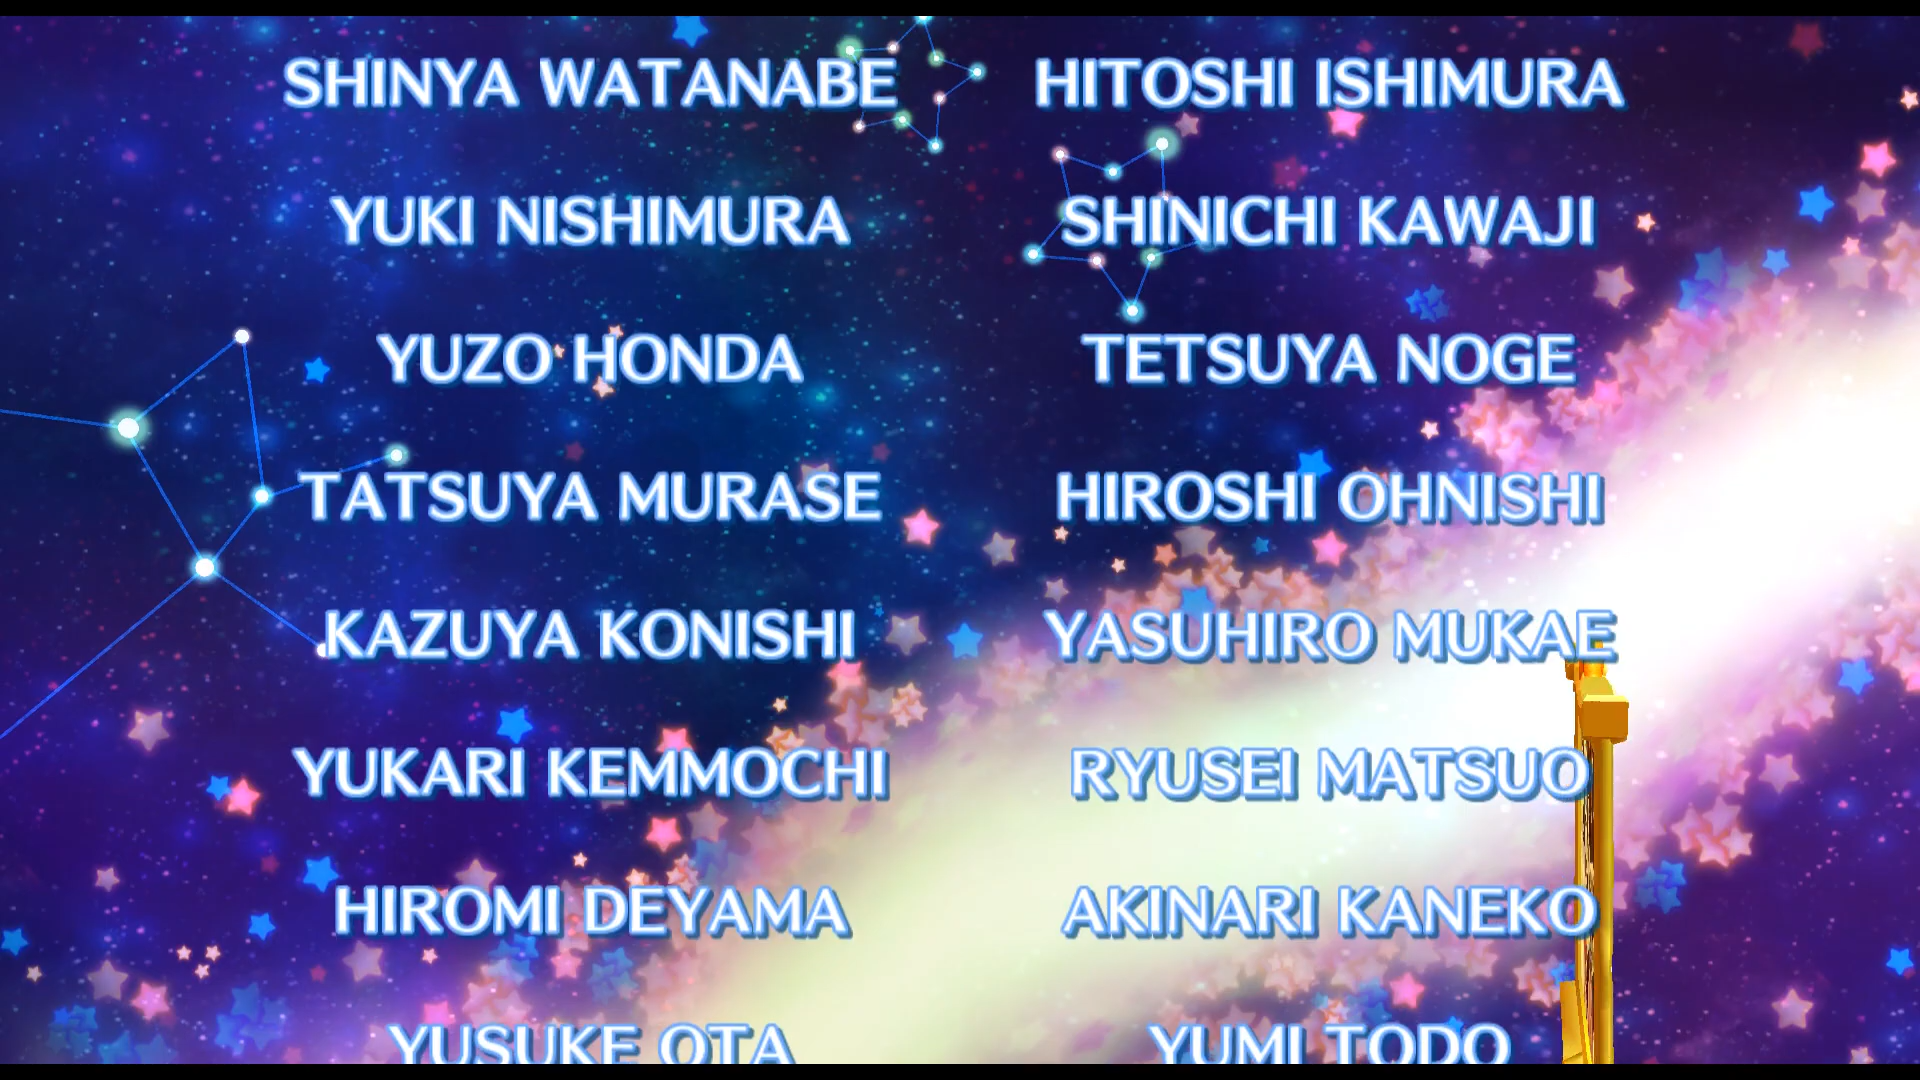 SHINYA WATANABE HITOSHI ISHIMURA
YUKI NISHIMURA SHINICHI KAWAJI
YUZO HONDA TETSUYA NOGE
TATSUYA MURASE HIROSHI OHNISHI
KAZUYA KONISHI YASUHIRO MUKAE
YUKARI KEMMOCHI RYUSEI MATSUO
HIROMI DEYAMA AKINARI KANEKO
YUSUKE OTA YUMI TODO